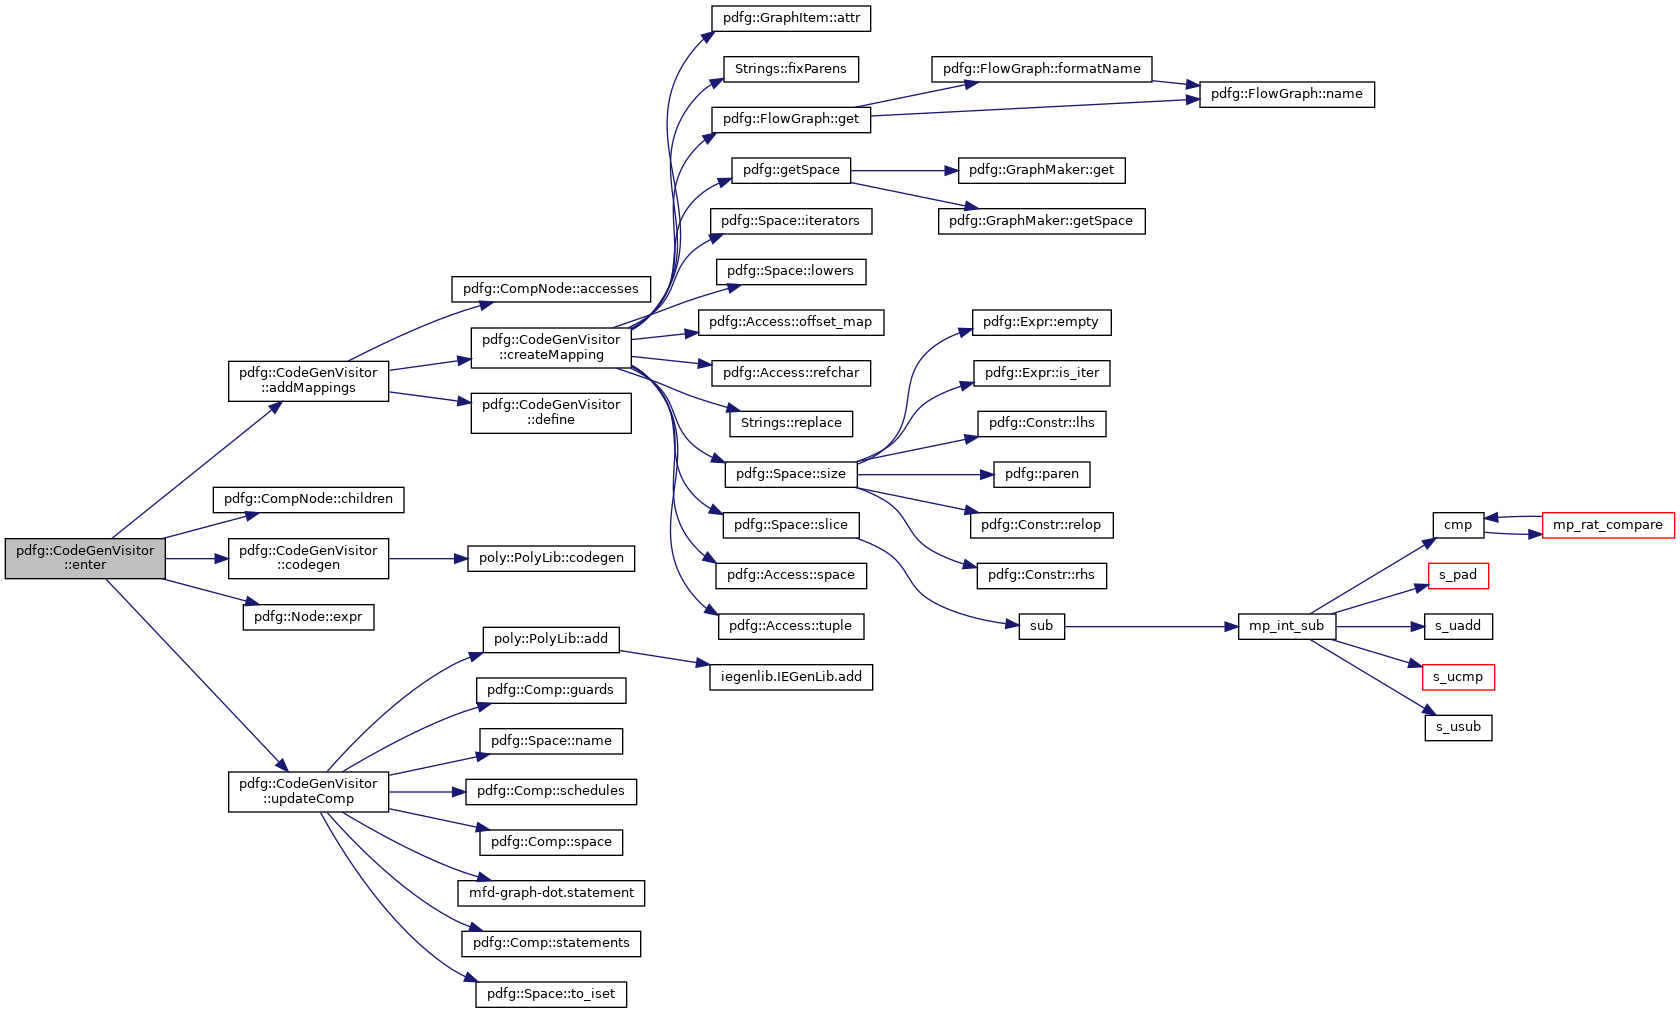 pdfg::GraphItem::attr
Strings::fixParens
pdfg::FlowGraph::formatName
pdfg::FlowGraph::name
pdfg::FlowGraph::get
pdfg::getSpace
pdfg::GraphMaker::get
pdfg::Space::iterators
pdfg::GraphMaker::getSpace
pdfg::Space::lowers
pdfg::CompNode::accesses
pdfg::Access::offset_map
pdfg::Expr::empty
pdfg::CodeGenVisitor
::createMapping
pdfg::CodeGenVisitor
::addMappings
pdfg::Access::refchar
pdfg::Expr::is_iter
pdfg::CodeGenVisitor
::define
Strings::replace
pdfg::Constr::lhs
pdfg::Space::size
pdfg::paren
pdfg::CompNode::children
pdfg::Space::slice
pdfg::Constr::relop
cmp
mp_rat_compare
pdfg::CodeGenVisitor
::enter
pdfg::CodeGenVisitor
::codegen
poly::PolyLib::codegen
pdfg::Access::space
pdfg::Constr::rhs
s_pad
pdfg::Node::expr
pdfg::Access::tuple
sub
mp_int_sub
s_uadd
poly::PolyLib::add
iegenlib.IEGenLib.add
s_ucmp
pdfg::Comp::guards
s_usub
pdfg::Space::name
pdfg::CodeGenVisitor
::updateComp
pdfg::Comp::schedules
pdfg::Comp::space
mfd-graph-dot.statement
pdfg::Comp::statements
pdfg::Space::to_iset